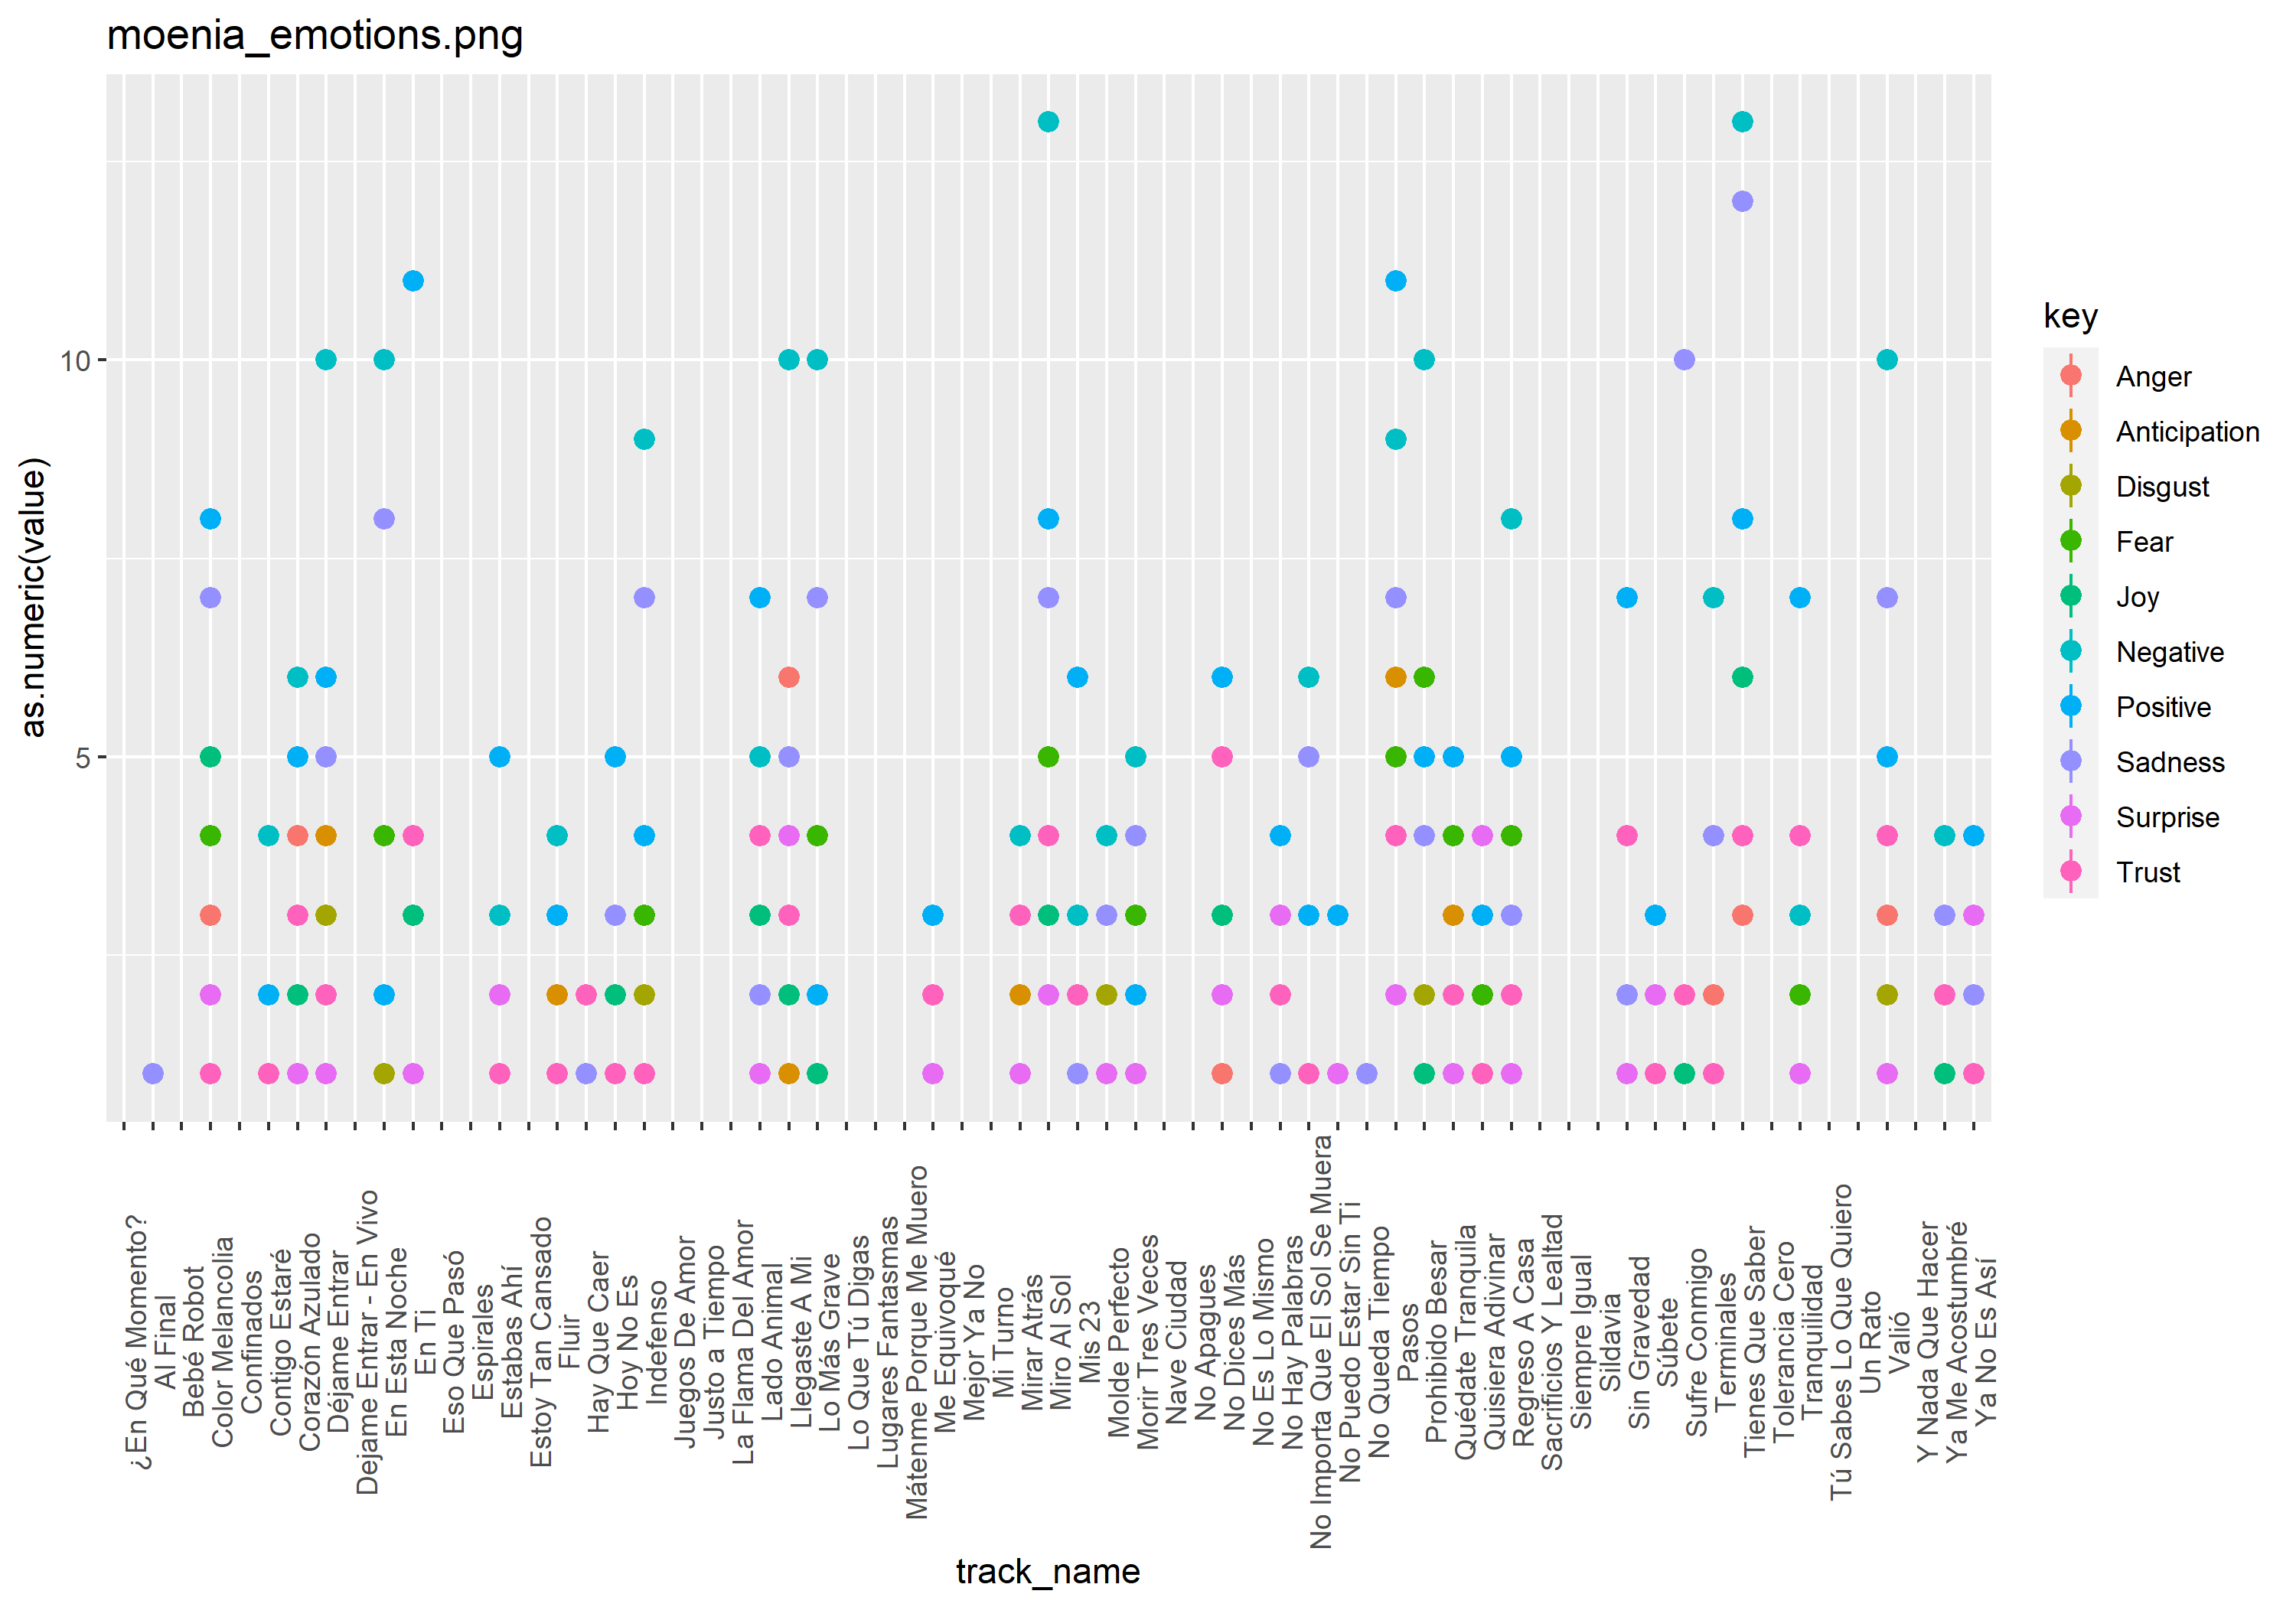 moenia_emotions.png
as.numeric(value)
10
5
¿En Qué Momento?
Al Final
Bebé Robot
Color Melancolia
Confinados
Contigo Estaré
Corazón Azulado
Déjame Entrar
Dejame Entrar - En Vivo
En Esta Noche
En Ti
Eso Que Pasó
Espirales
Estabas Ahí
Estoy Tan Cansado
Fluir
Hay Que Caer
Hoy No Es
Indefenso
Juegos De Amor
Justo a Tiempo
La Flama Del Amor
Lado Animal
Llegaste A Mi
Lo Más Grave
Lo Que Tú Digas
Lugares Fantasmas
Mátenme Porque Me Muero
Me Equivoqué
Mejor Ya No
Mi Turno
Mirar Atrás
Miro Al Sol
Mis 23
Molde Perfecto
Morir Tres Veces
Nave Ciudad
No Apagues
No Dices Más
No Es Lo Mismo
No Hay Palabras
No Importa Que El Sol Se Muera
No Puedo Estar Sin Ti
No Queda Tiempo
Pasos
Prohibido Besar
Quédate Tranquila
Quisiera Adivinar
Regreso A Casa
Sacrificios Y Lealtad
Siempre Igual
Sildavia
Sin Gravedad
Súbete
Sufre Conmigo
Terminales
Tienes Que Saber
Tolerancia Cero
Tranquilidad
Tú Sabes Lo Que Quiero
Un Rato
Valió
Y Nada Que Hacer
Ya Me Acostumbré
Ya No Es Así
track_name
key
Anger
Anticipation
Disgust
Fear
Joy
Negative
Positive
Sadness
Surprise
Trust